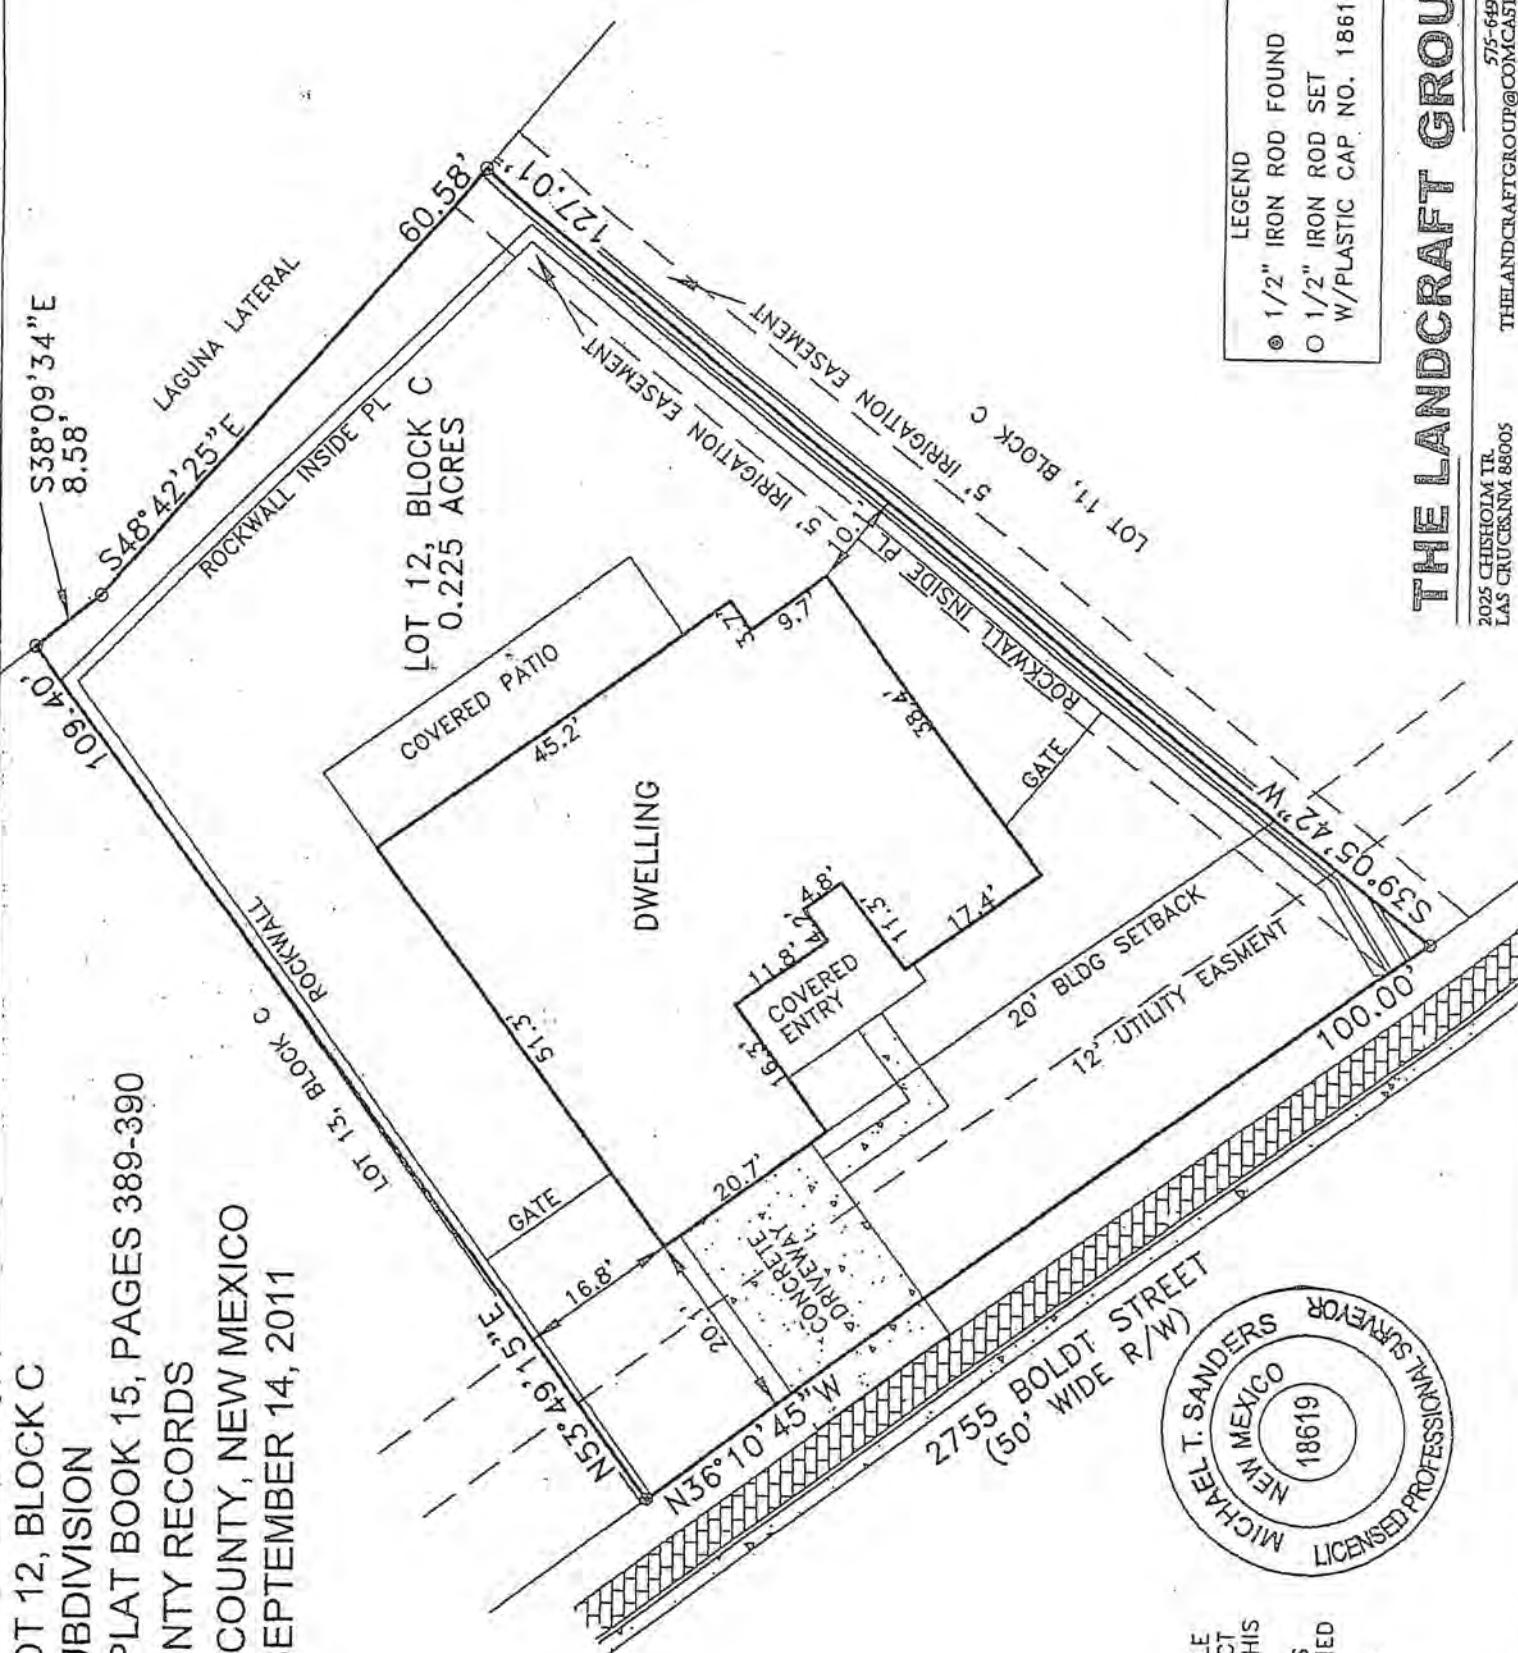 OT 12, BLOCK C
UBDIVISION
PLAT BOOK 15, PAGES 389-390
NTY RECORDS
COUNTY, NEW MEXICO
EPTEMBER 14, 2011
S38°09'34"E
8.58'
LAGUNA LATERAL
60.58'
S48°42'25"E
ROCKWALL INSIDE PL
109.40'
127.01'
LOT 12, BLOCK C
0.225 ACRES
5' IRRIGATION EASEMENT
5' IRRIGATION EASEMENT
LOT 11, BLOCK C
COVERED PATIO
45.2'
3.7'
9.7'
10.1'
ROCKWALL INSIDE PL
38.4'
GATE
DWELLING
ROCKWALL
LOT 13, BLOCK C
51.3'
11.8'
4.2'
4.8'
11.3'
17.4'
COVERED
ENTRY
16.3'
20.7'
GATE
16.8'
20.1'
CONCRETE
DRIVEWAY
20' BLDG SETBACK
12' UTILITY EASMENT
S39°05'42"W
100.00'
N53°49'15"E
N36°10'45"W
2755 BOLDT STREET
(50' WIDE R/W)
MICHAEL T. SANDERS
NEW MEXICO
18619
LICENSED PROFESSIONAL SURVEYOR
LEGEND
1/2" IRON ROD FOUND
1/2" IRON ROD SET
W/PLASTIC CAP NO. 1861
THE LANDCRAFT GROU
2025 CHISHOLM TR.
LAS CRUCES,NM 88005
575-649
THELANDCRAFTGROUP@COMCAST
LE
CT
HIS
S
IED